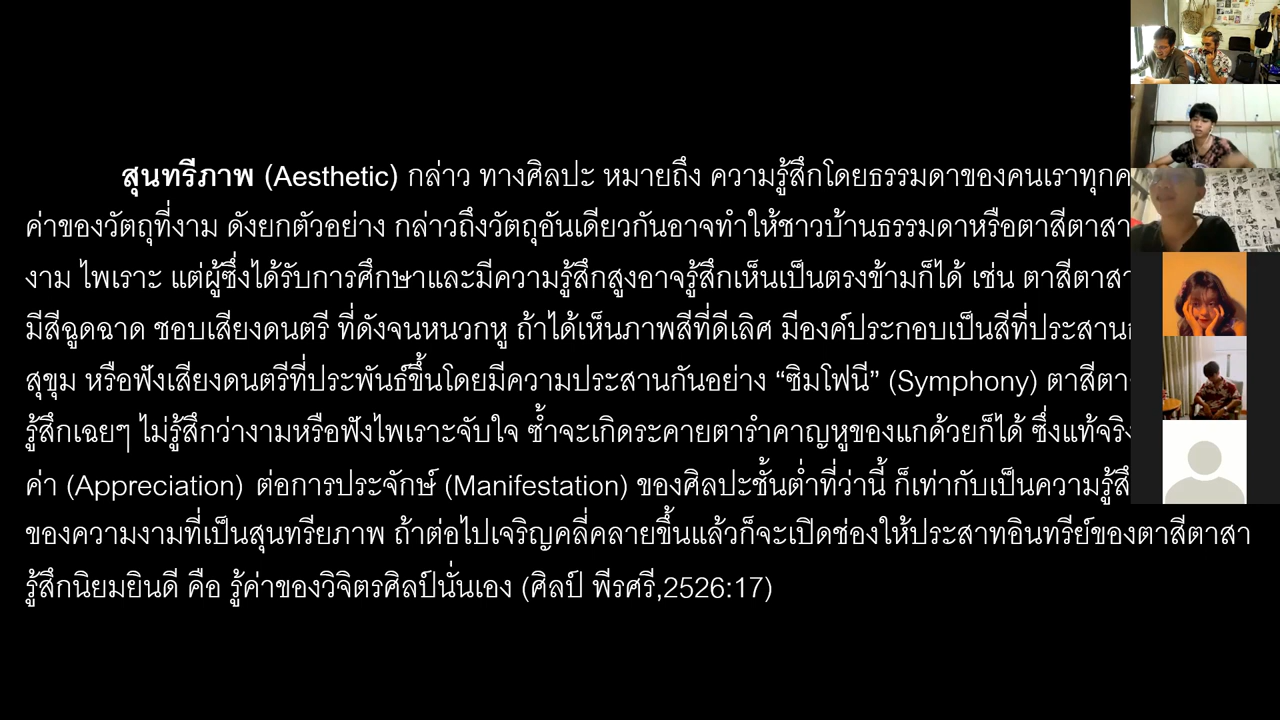 สุนทรีภาพ (Aesthetic) กล่าว ทางศิลปะ หมายถึง ความรู้สึกโดยธรรมดาของคนเราทุกค
ค่าของวัตถุที่งาม ดังยกตัวอย่าง กล่าวถึงวัตถุอันเดียวกันอาจทำให้ชาวบ้านธรรมดาหรือตาสีตาสา
งาม ไพเราะ แต่ผู้ซึ่งได้รับการศึกษาและมีความรู้สึกสูงอาจรู้สึกเห็นเป็นตรงข้ามก็ได้ เช่น ตาสีตาสา
มีสีฉูดฉาด ชอบเสียงดนตรี ที่ดังจนหนวกหู ถ้าได้เห็นภาพสีที่ดีเลิศ มีองค์ประกอบเป็นสีที่ประสาน
สุขุม หรือฟังเสียงดนตรีที่ประพันธ์ขึ้นโดยมีความประสานกันอย่าง “ซิมโฟนี” (Symphony) ตาสีตา
รู้สึกเฉยๆ ไม่รู้สึกว่างามหรือฟังไพเราะจับใจ ซ้ำจะเกิดระคายตารำคาญหูของแกด้วยก็ได้ ซึ่งแท้จริง
ค่า (Appreciation) ต่อการประจักษ์ (Manifestation) ของศิลปะชั้นต่ำที่ว่านี้ ก็เท่ากับเป็นความรู้สึ
ของความงามที่เป็นสุนทรียภาพ ถ้าต่อไปเจริญคลี่คลายขึ้นแล้วก็จะเปิดช่องให้ประสาทอินทรีย์ของตาสีตาสา
รู้สึกนิยมยินดี คือ รู้ค่าของวิจิตรศิลป์นั่นเอง (ศิลป์ พีรศรี,2526:17)